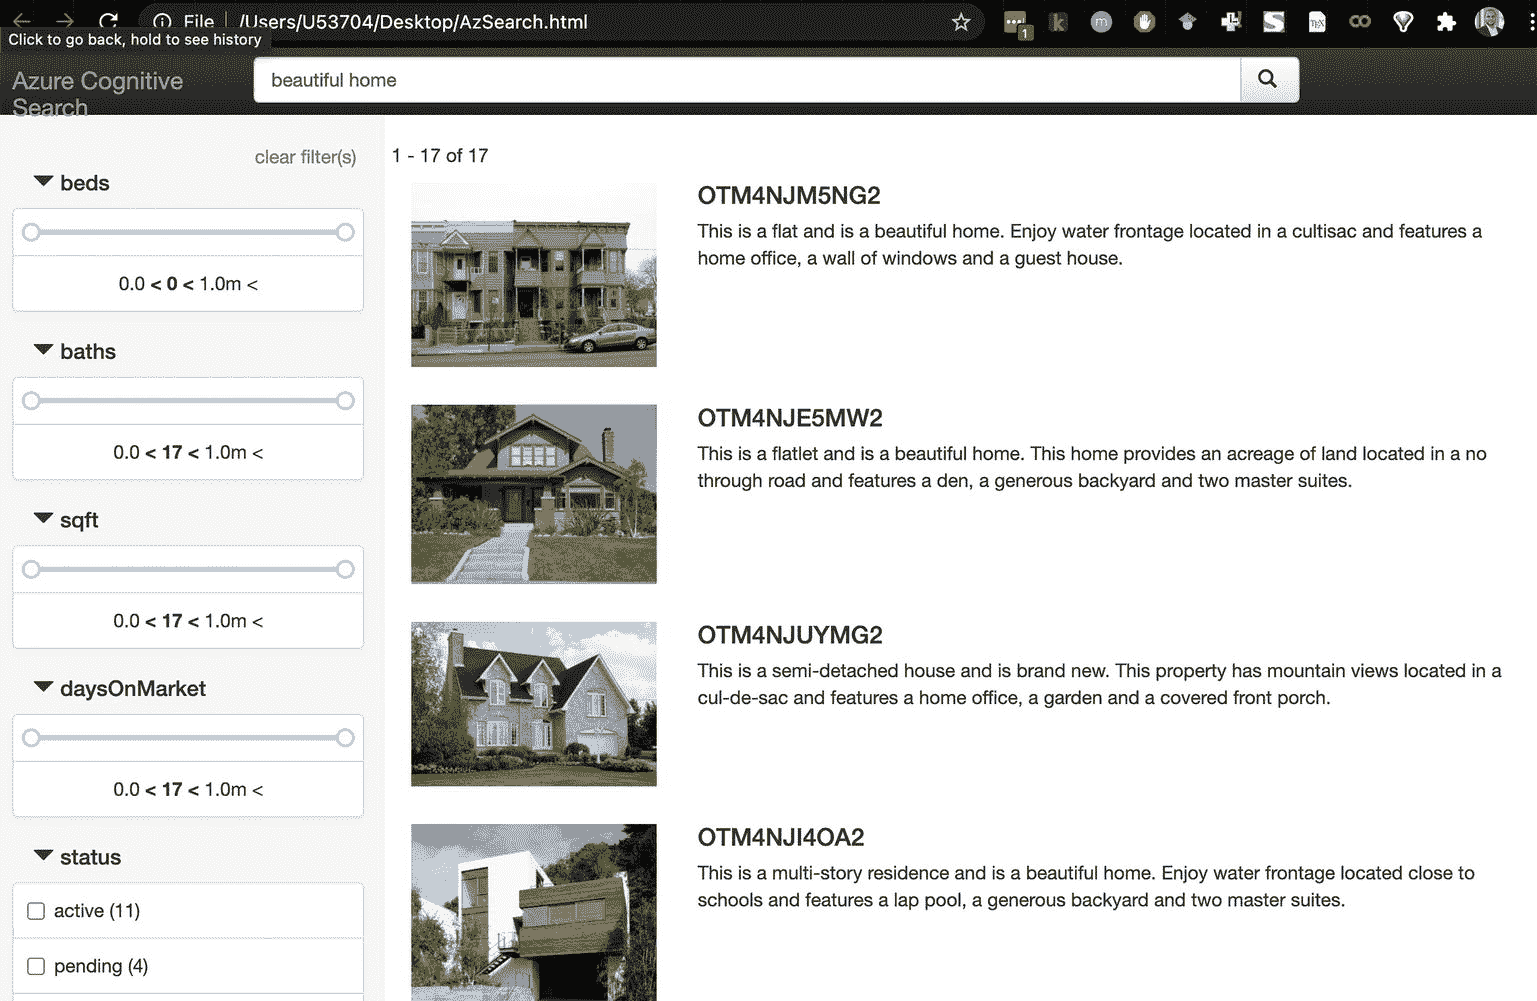 File
/Users/U53704/Desktop/AzSearch.html
1
Click to go back, hold to see history
Azure Cognitive
Search
beautiful home
clear filter(s)
beds
0.0 < 0 < 1.0m <
baths
0.0 < 17 < 1.0m <
sqft
0.0 < 17 < 1.0m <
daysOnMarket
0.0 < 17 < 1.0m <
status
active (11)
pending (4)
1 - 17 of 17
OTM4NJM5NG2
This is a flat and is a beautiful home. Enjoy water frontage located in a cultisac and features a
home office, a wall of windows and a guest house.
OTM4NJE5MW2
This is a flatlet and is a beautiful home. This home provides an acreage of land located in a no
through road and features a den, a generous backyard and two master suites.
OTM4NJUYMG2
This is a semi-detached house and is brand new. This property has mountain views located in a
cul-de-sac and features a home office, a garden and a covered front porch.
OTM4NJI4OA2
This is a multi-story residence and is a beautiful home. Enjoy water frontage located close to
schools and features a lap pool, a generous backyard and two master suites.